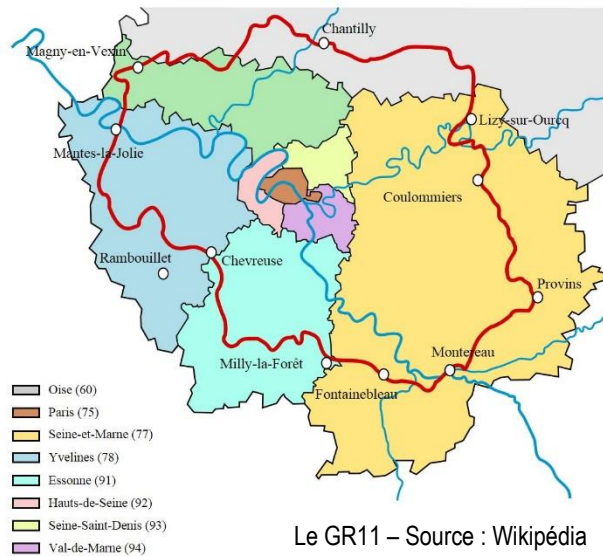 Chantilly
Magny-en-Vexin
Lizy-sur-Ourcq
Mantes-la-Jolie
Coulommiers
Rambouillet
Chevreuse
Provins
Milly-la-Forêt
Montereau
Fontainebleau
Oise (60)
Paris (75)
Seine-et-Marne (77)
Yvelines (78)
Essonne (91)
Hauts-de-Seine (92)
Seine-Saint-Denis (93)
Val-de-Marne (94)
Le GR11 – Source : Wikipédia